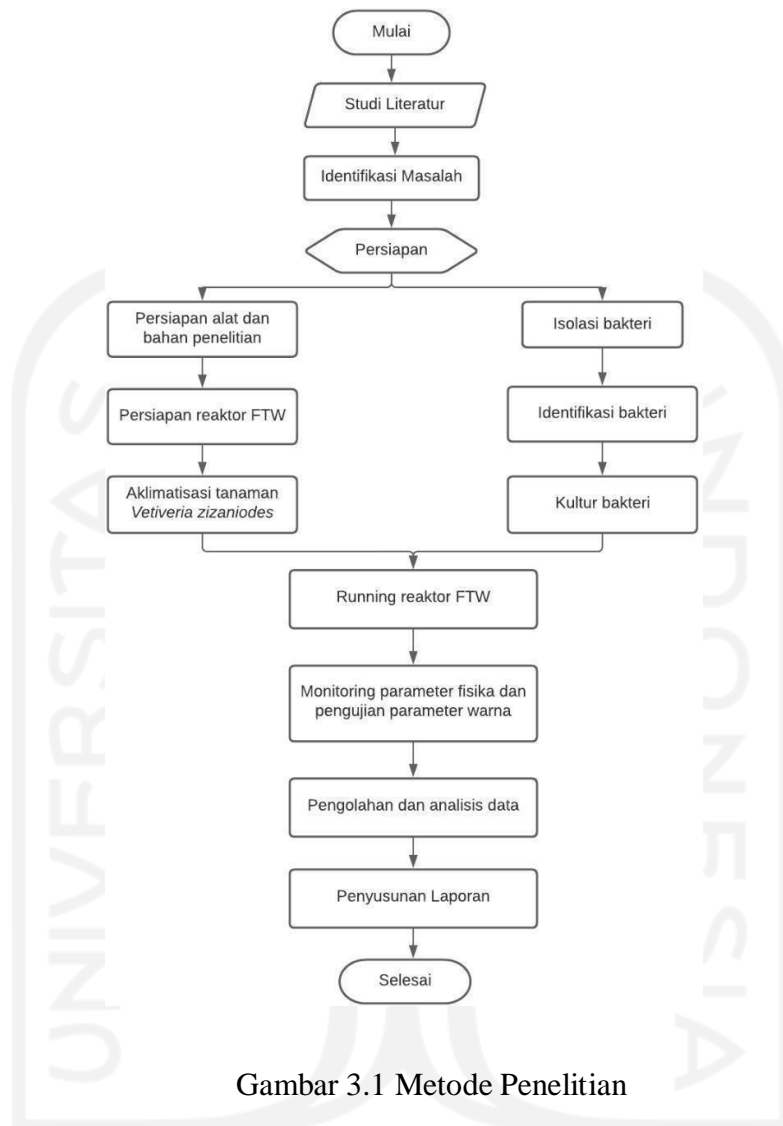 Mulai
Studi Literatur
Identifikasi Masalah
Persiapan
Persiapan alat dan
bahan penelitian
Persiapan reaktor FTW
Aklimatisasi tanaman
Vetiveria zizaniodes
Isolasi bakteri
Identifikasi bakteri
Kultur bakteri
Running reaktor FTW
Monitoring parameter fisika dan
pengujian parameter warna
Pengolahan dan analisis data
Penyusunan Laporan
Selesai
Gambar 3.1 Metode Penelitian
UNIVERSITAS
INDONESIA